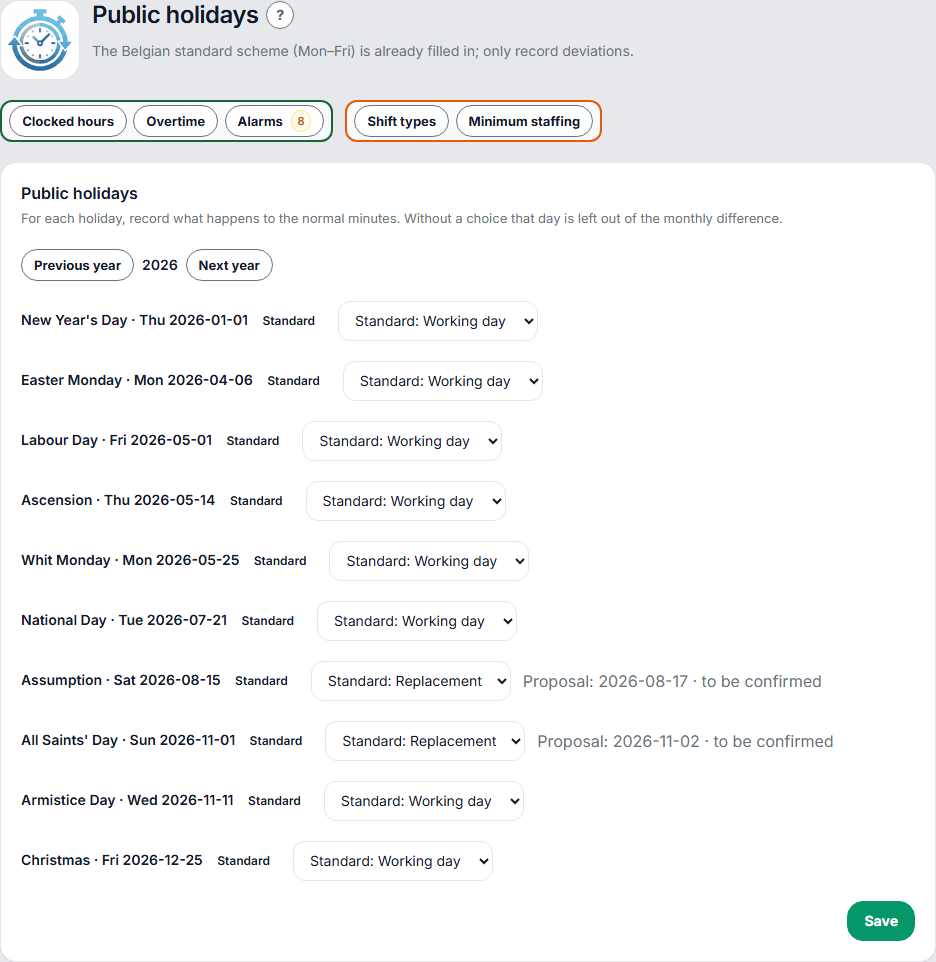 Public holidays ?
The Belgian standard scheme (Mon–Fri) is already filled in; only record deviations.
Clocked hours Overtime Alarms 8 Shift types Minimum staffing
Public holidays
For each holiday, record what happens to the normal minutes. Without a choice that day is left out of the monthly difference.
Previous year 2026 Next year
New Year's Day · Thu 2026-01-01 Standard Standard: Working day
Easter Monday · Mon 2026-04-06 Standard Standard: Working day
Labour Day · Fri 2026-05-01 Standard Standard: Working day
Ascension · Thu 2026-05-14 Standard Standard: Working day
Whit Monday · Mon 2026-05-25 Standard Standard: Working day
National Day · Tue 2026-07-21 Standard Standard: Working day
Assumption · Sat 2026-08-15 Standard Standard: Replacement Proposal: 2026-08-17 · to be confirmed
All Saints' Day · Sun 2026-11-01 Standard Standard: Replacement Proposal: 2026-11-02 · to be confirmed
Armistice Day · Wed 2026-11-11 Standard Standard: Working day
Christmas · Fri 2026-12-25 Standard Standard: Working day
Save